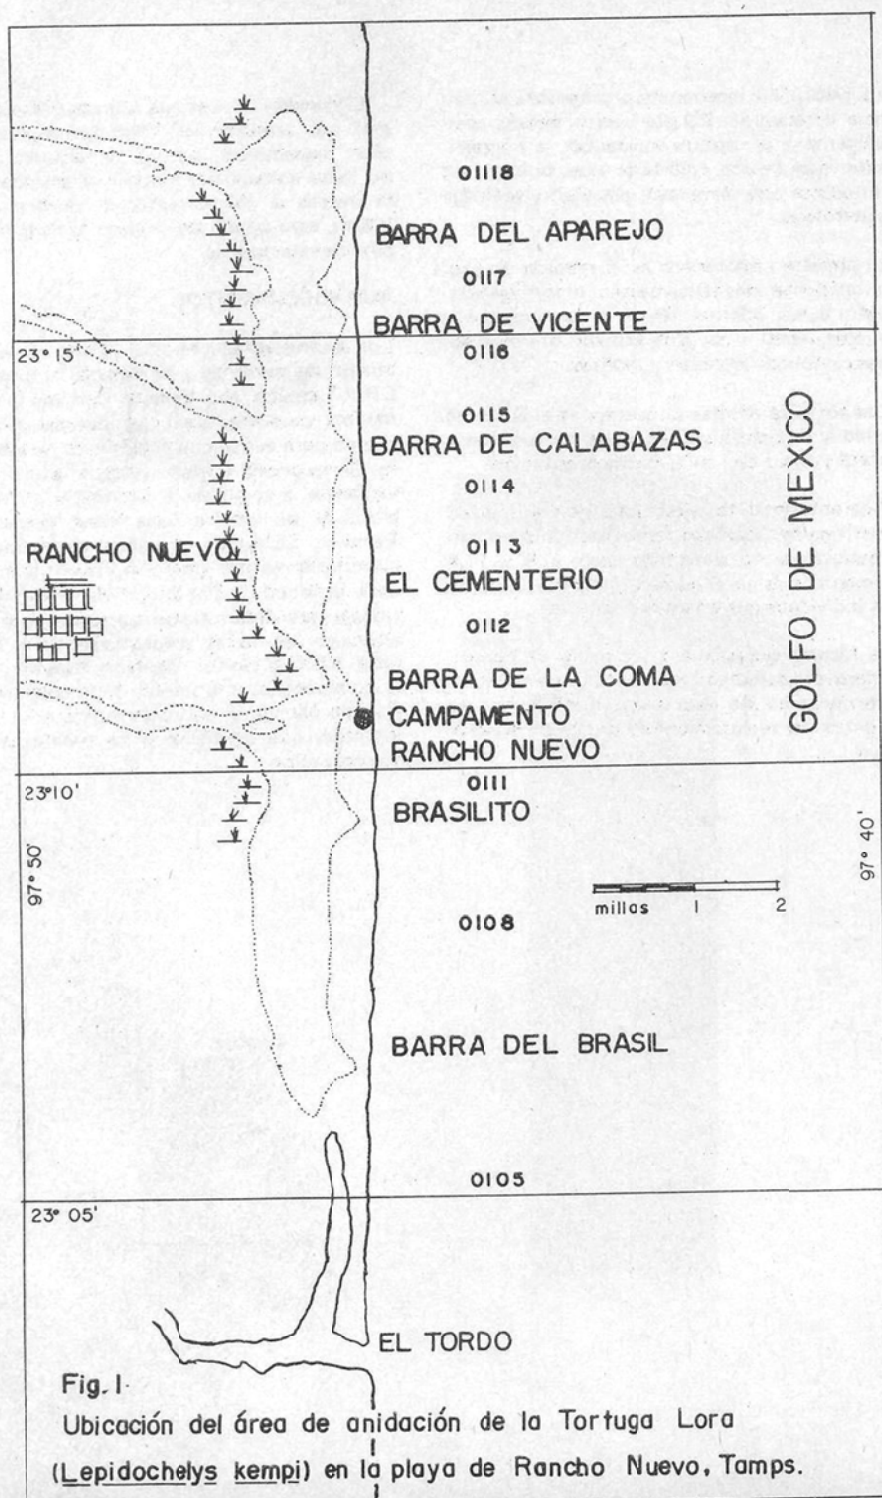 01118
BARRA DEL APAREJO
0117
BARRA DE VICENTE
23° 15'
0116
0115
BARRA DE CALABAZAS
GOLFO DE MEXICO
0114
0113
RANCHO NUEVO
EL CEMENTERIO
0112
BARRA DE LA COMA
CAMPAMENTO
RANCHO NUEVO
23° 10'
0111
BRASILITO
97° 50'
97° 40'
millas 1 2
0108
BARRA DEL BRASIL
0105
23° 05'
EL TORDO
Fig. 1
Ubicación del área de anidación de la Tortuga Lora
(Lepidochelys kempi) en la playa de Rancho Nuevo, Tamps.